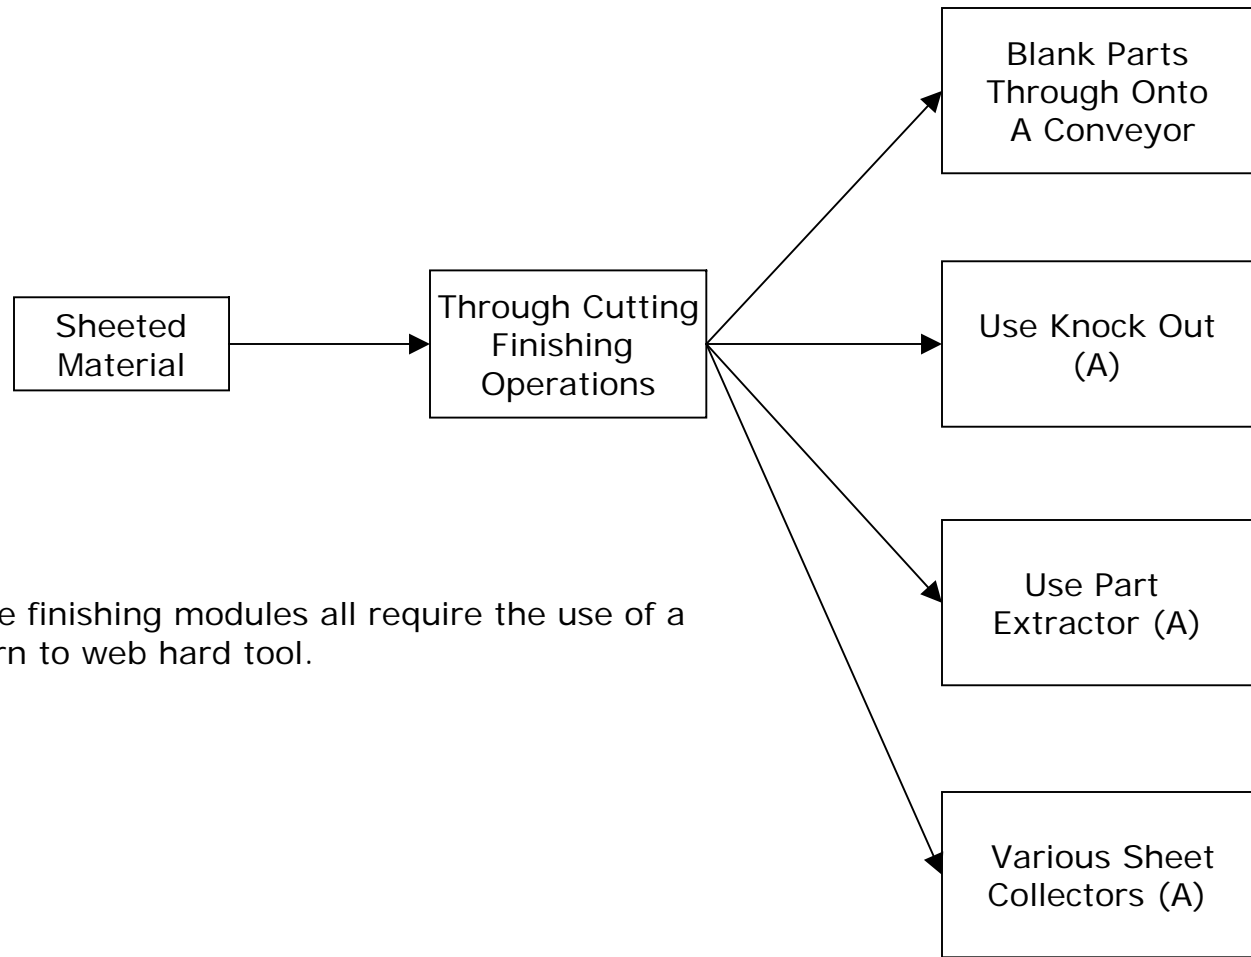 Blank Parts
Through Onto
A Conveyor
Sheeted
Material
Through Cutting
Finishing
Operations
Use Knock Out
(A)
Use Part
Extractor (A)
finishing modules all require the use of a
to web hard tool.
Various Sheet
Collectors (A)